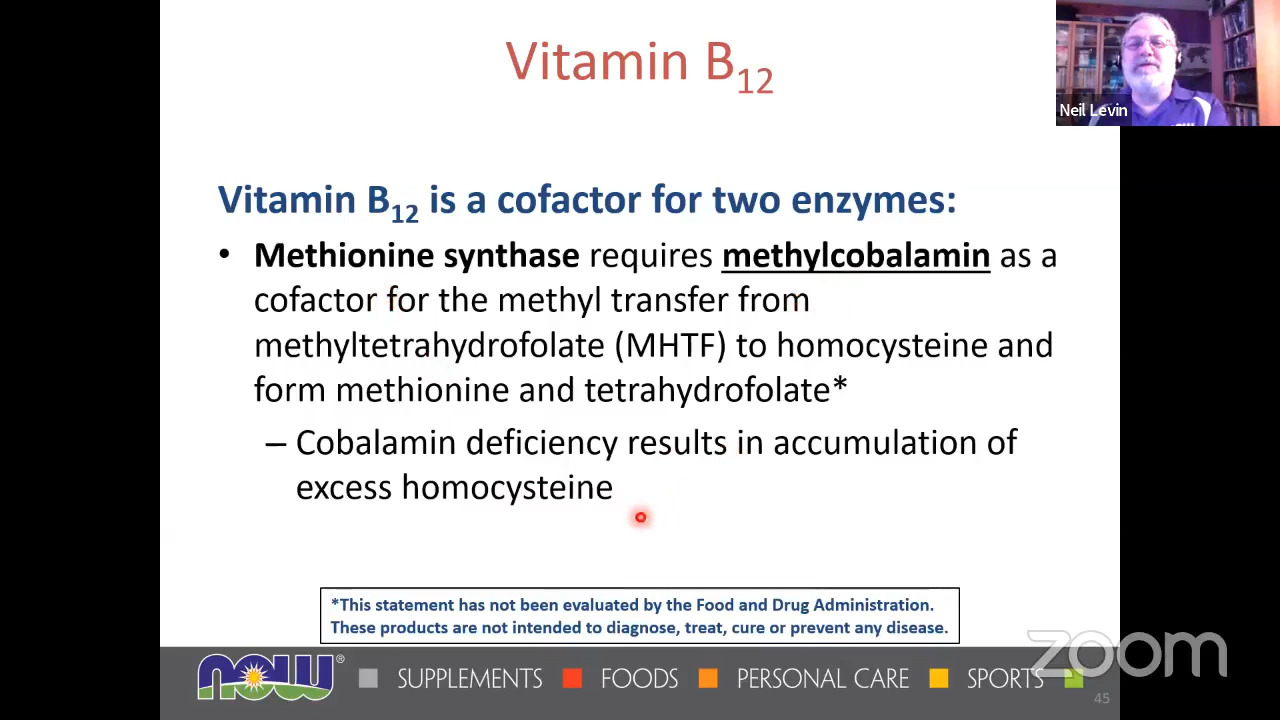 Vitamin B12
Neil Levin
Vitamin B12 is a cofactor for two enzymes:
• Methionine synthase requires methylcobalamin as a
cofactor for the methyl transfer from
methyltetrahydrofolate (MHTF) to homocysteine and
form methionine and tetrahydrofolate*
– Cobalamin deficiency results in accumulation of
excess homocysteine
*This statement has not been evaluated by the Food and Drug Administration.
These products are not intended to diagnose, treat, cure or prevent any disease.
NOW® SUPPLEMENTS FOODS PERSONAL CARE SPORTS
zoom
45